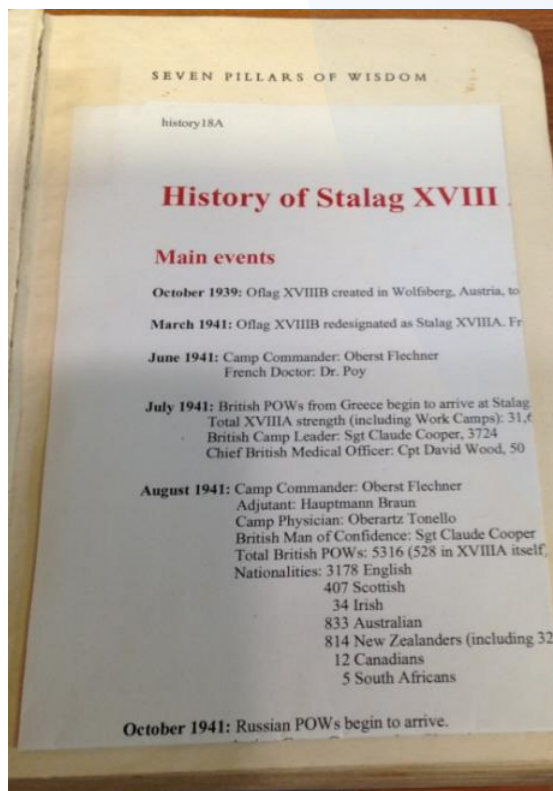 SEVEN PILLARS OF WISDOM
history18A
History of Stalag XVIII
Main events
October 1939: Oflag XVIIIB created in Wolfsberg, Austria, to
March 1941: Oflag XVIIIB redesignated as Stalag XVIIIA. Fr
June 1941: Camp Commander: Oberst Flechner
French Doctor: Dr. Poy
July 1941: British POWs from Greece begin to arrive at Stalag
Total XVIIIA strength (including Work Camps): 31,6
British Camp Leader: Sgt Claude Cooper, 3724
Chief British Medical Officer: Cpt David Wood, 50
August 1941: Camp Commander: Oberst Flechner
Adjutant: Hauptmann Braun
Camp Physician: Oberartz Tonello
British Man of Confidence: Sgt Claude Cooper
Total British POWs: 5316 (528 in XVIIIA itself
Nationalities: 3178 English
407 Scottish
34 Irish
833 Australian
814 New Zealanders (including 32
12 Canadians
5 South Africans
October 1941: Russian POWs begin to arrive.